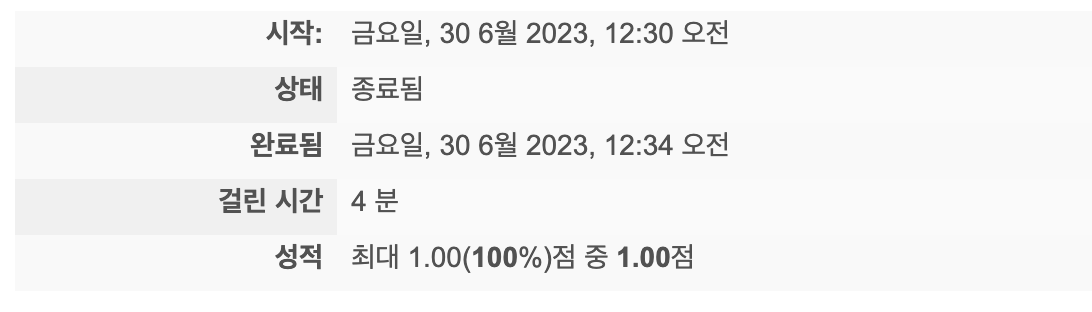 시작: 금요일, 30 6월 2023, 12:30 오전
상태 종료됨
완료됨 금요일, 30 6월 2023, 12:34 오전
걸린 시간 4 분
성적 최대 1.00(100%)점 중 1.00점